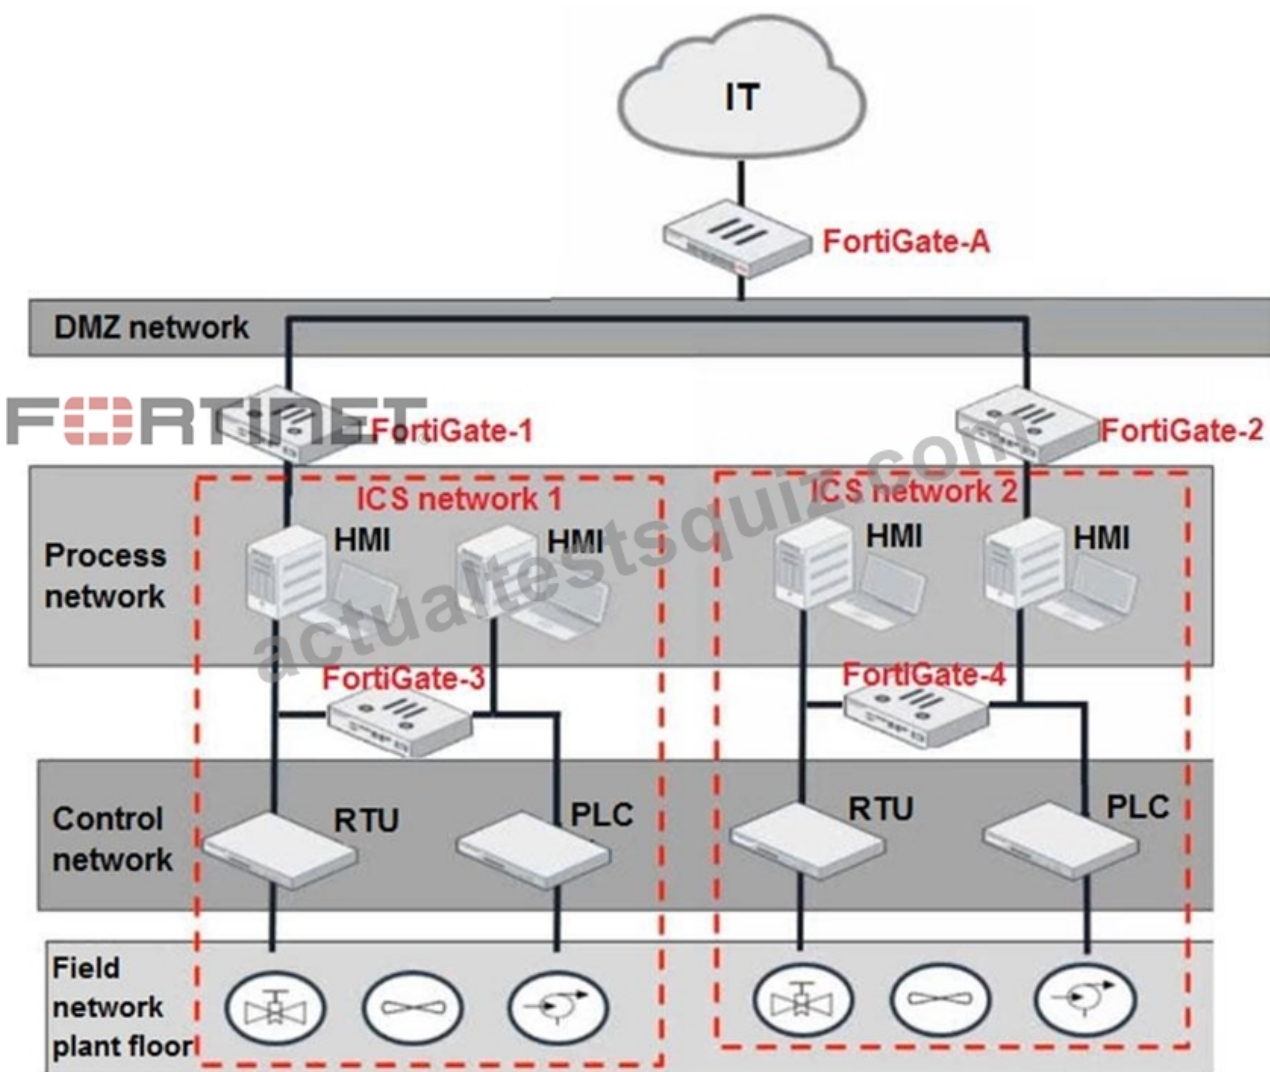 IT
FortiGate-A
DMZ network
FORTINET
FortiGate-1
FortiGate-2
ICS network 1
ICS network 2
Process
network
HMI
HMI
HMI
HMI
actualtestsquiz.com
FortiGate-3
FortiGate-4
Control
network
RTU
PLC
RTU
PLC
Field
network
plant floor